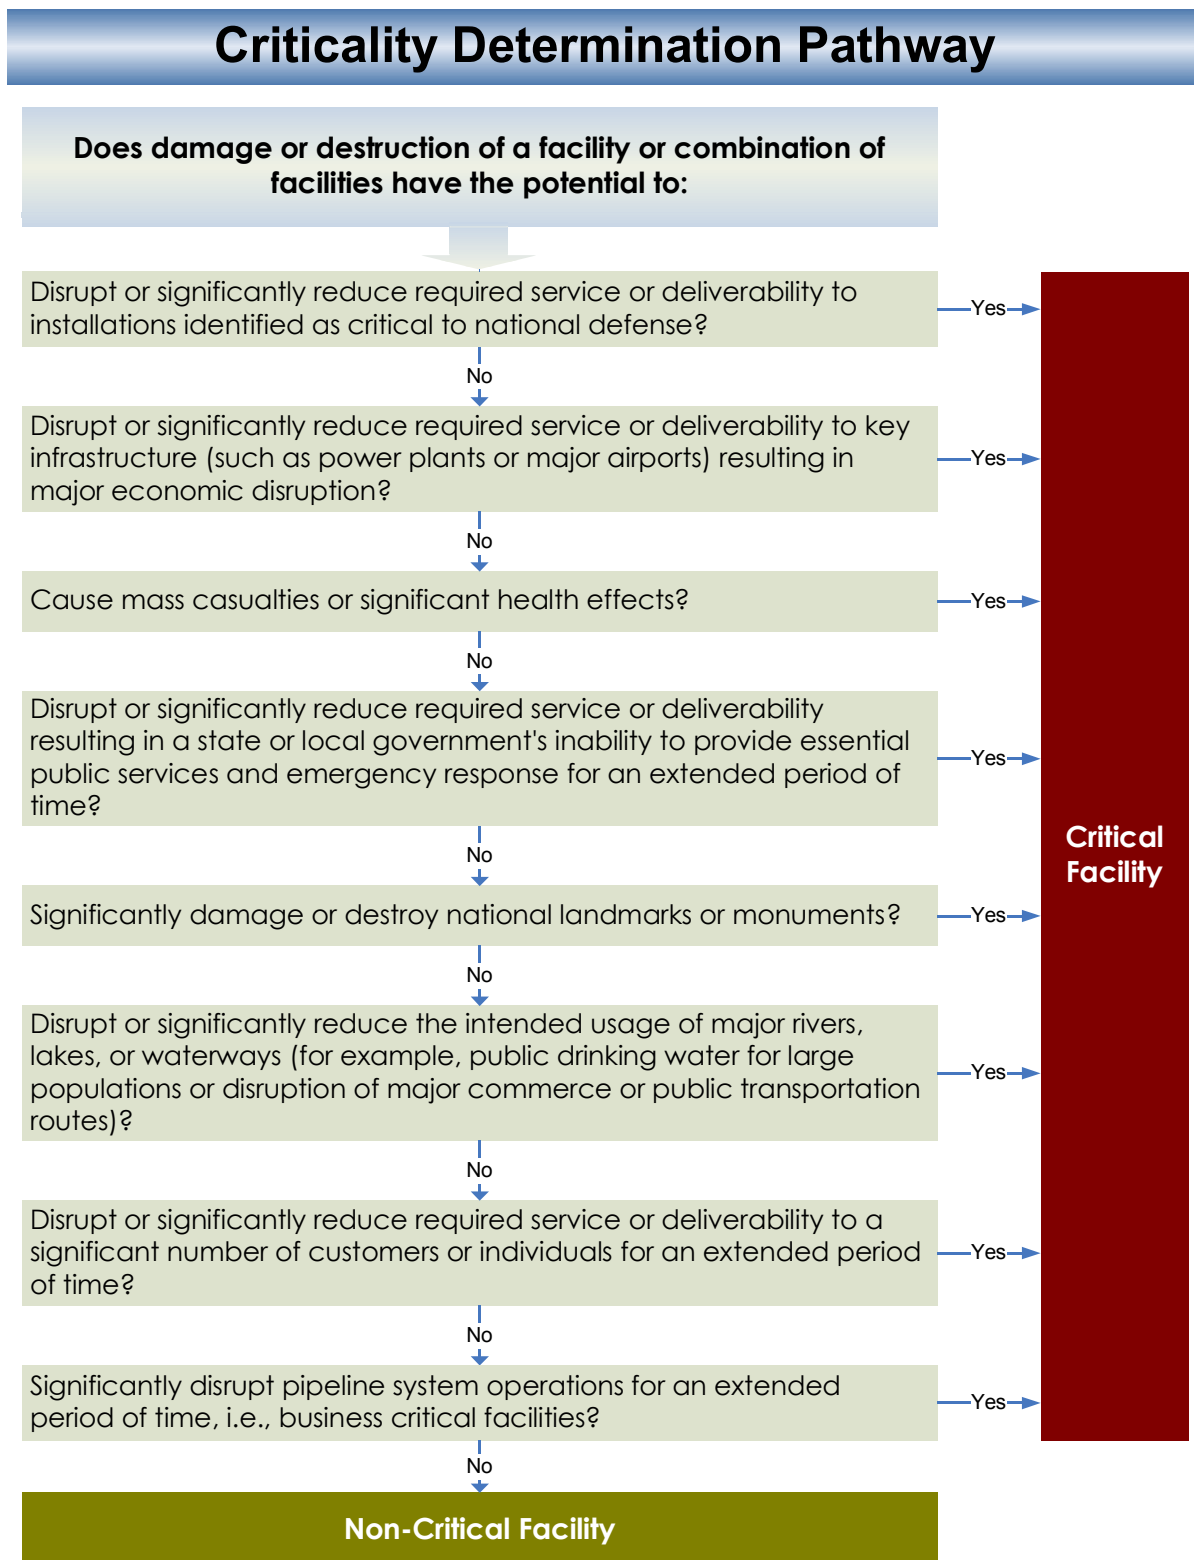 Criticality Determination Pathway
Does damage or destruction of a facility or combination of
facilities have the potential to:
Disrupt or significantly reduce required service or deliverability to
installations identified as critical to national defense?
Yes
No
Disrupt or significantly reduce required service or deliverability to key
infrastructure (such as power plants or major airports) resulting in
major economic disruption?
Yes
No
Cause mass casualties or significant health effects?
Yes
No
Disrupt or significantly reduce required service or deliverability
resulting in a state or local government's inability to provide essential
public services and emergency response for an extended period of
time?
Yes
No
Critical
Facility
Significantly damage or destroy national landmarks or monuments?
Yes
No
Disrupt or significantly reduce the intended usage of major rivers,
lakes, or waterways (for example, public drinking water for large
populations or disruption of major commerce or public transportation
routes)?
Yes
No
Disrupt or significantly reduce required service or deliverability to a
significant number of customers or individuals for an extended period
of time?
Yes
No
Significantly disrupt pipeline system operations for an extended
period of time, i.e., business critical facilities?
Yes
No
Non-Critical Facility